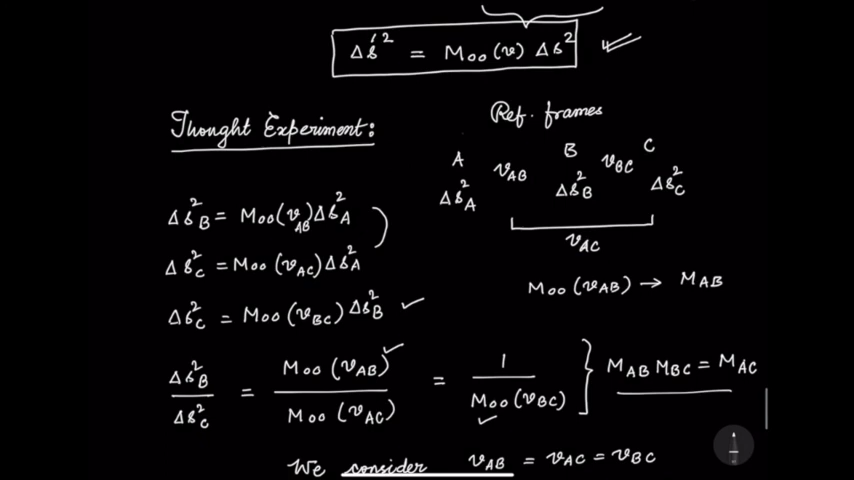 Δs'² = M₀₀(v) Δs²
Thought Experiment:
Ref. frames
A v_AB B v_BC C
Δs²_A Δs²_B Δs²_C
v_AC
Δs²_B = M₀₀(v_AB) Δs²_A
Δs²_C = M₀₀(v_AC) Δs²_A
M₀₀(v_AB) → M_AB
Δs²_C = M₀₀(v_BC) Δs²_B
Δs²_B / Δs²_C = M₀₀(v_AB) / M₀₀(v_AC) = 1 / M₀₀(v_BC) } M_AB M_BC = M_AC
We consider v_AB = v_AC = v_BC